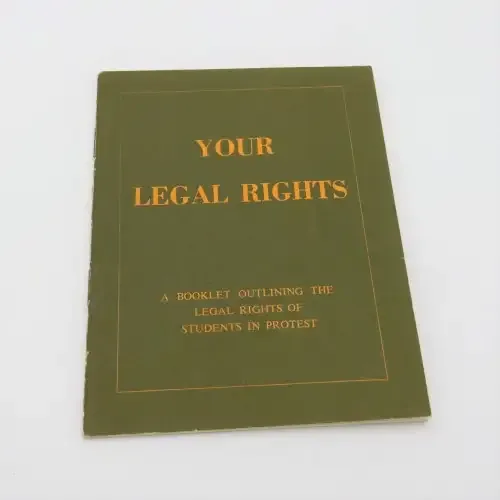 YOUR
LEGAL RIGHTS
A BOOKLET OUTLINING THE
LEGAL RIGHTS OF
STUDENTS IN PROTEST